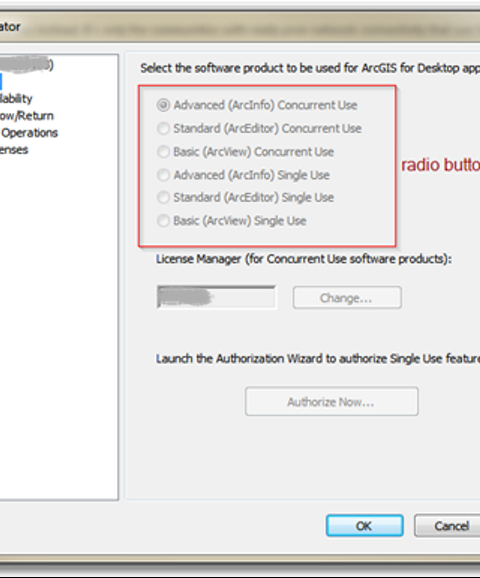 ator
lability
ow/Return
Operations
enses
Select the software product to be used for ArcGIS for Desktop app
Advanced (ArcInfo) Concurrent Use
Standard (ArcEditor) Concurrent Use
Basic (ArcView) Concurrent Use
Advanced (ArcInfo) Single Use
Standard (ArcEditor) Single Use
Basic (ArcView) Single Use
radio butto
License Manager (for Concurrent Use software products):
Change...
Launch the Authorization Wizard to authorize Single Use feature
Authorize Now...
OK
Cancel